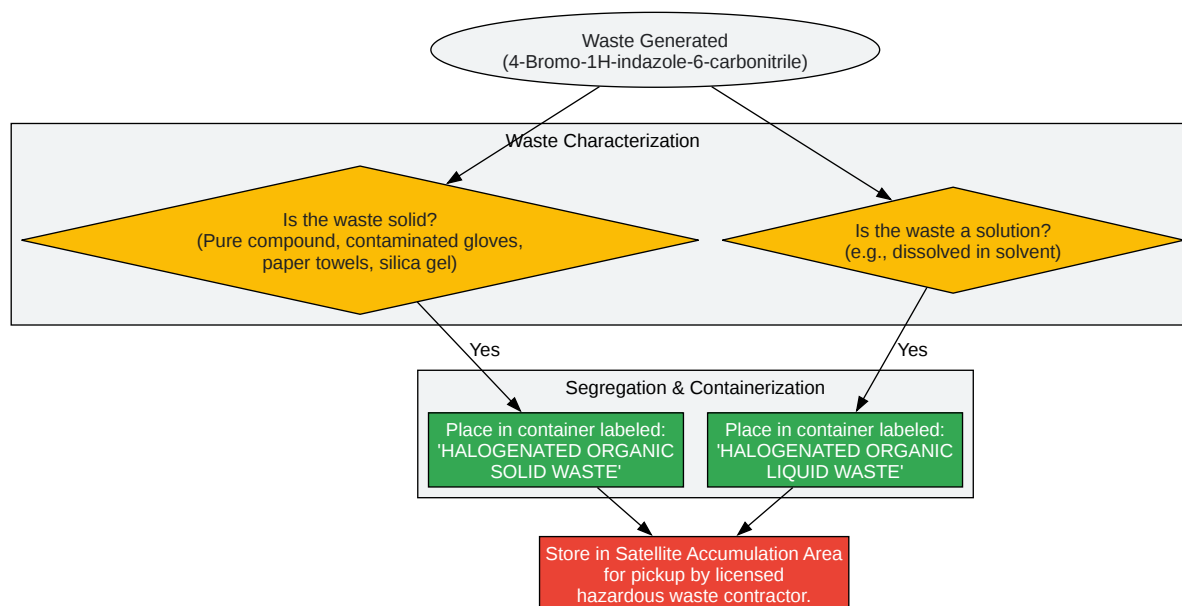 Waste Generated
(4-Bromo-1H-indazole-6-carbonitrile)
Waste Characterization
Is the waste solid?
(Pure compound, contaminated gloves,
paper towels, silica gel)
Is the waste a solution?
(e.g., dissolved in solvent)
Yes
Yes
Segregation & Containerization
Place in container labeled:
'HALOGENATED ORGANIC
SOLID WASTE'
Place in container labeled:
'HALOGENATED ORGANIC
LIQUID WASTE'
Store in Satellite Accumulation Area
for pickup by licensed
hazardous waste contractor.